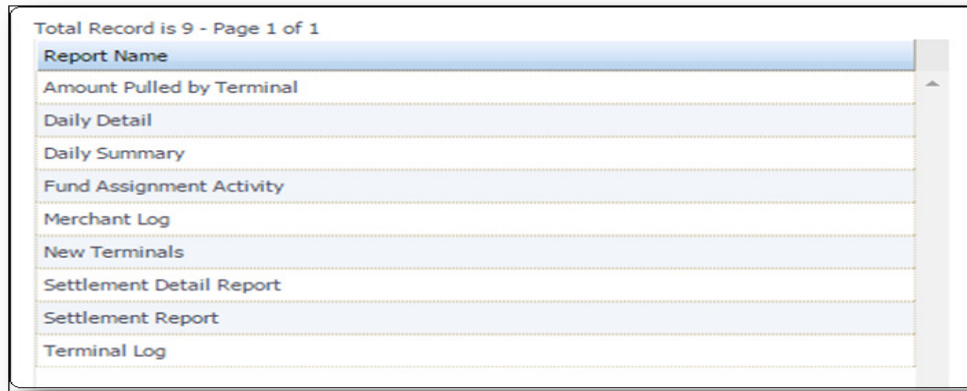 Total Record is 9 - Page 1 of 1
Report Name
Amount Pulled by Terminal
Daily Detail
Daily Summary
Fund Assignment Activity
Merchant Log
New Terminals
Settlement Detail Report
Settlement Report
Terminal Log